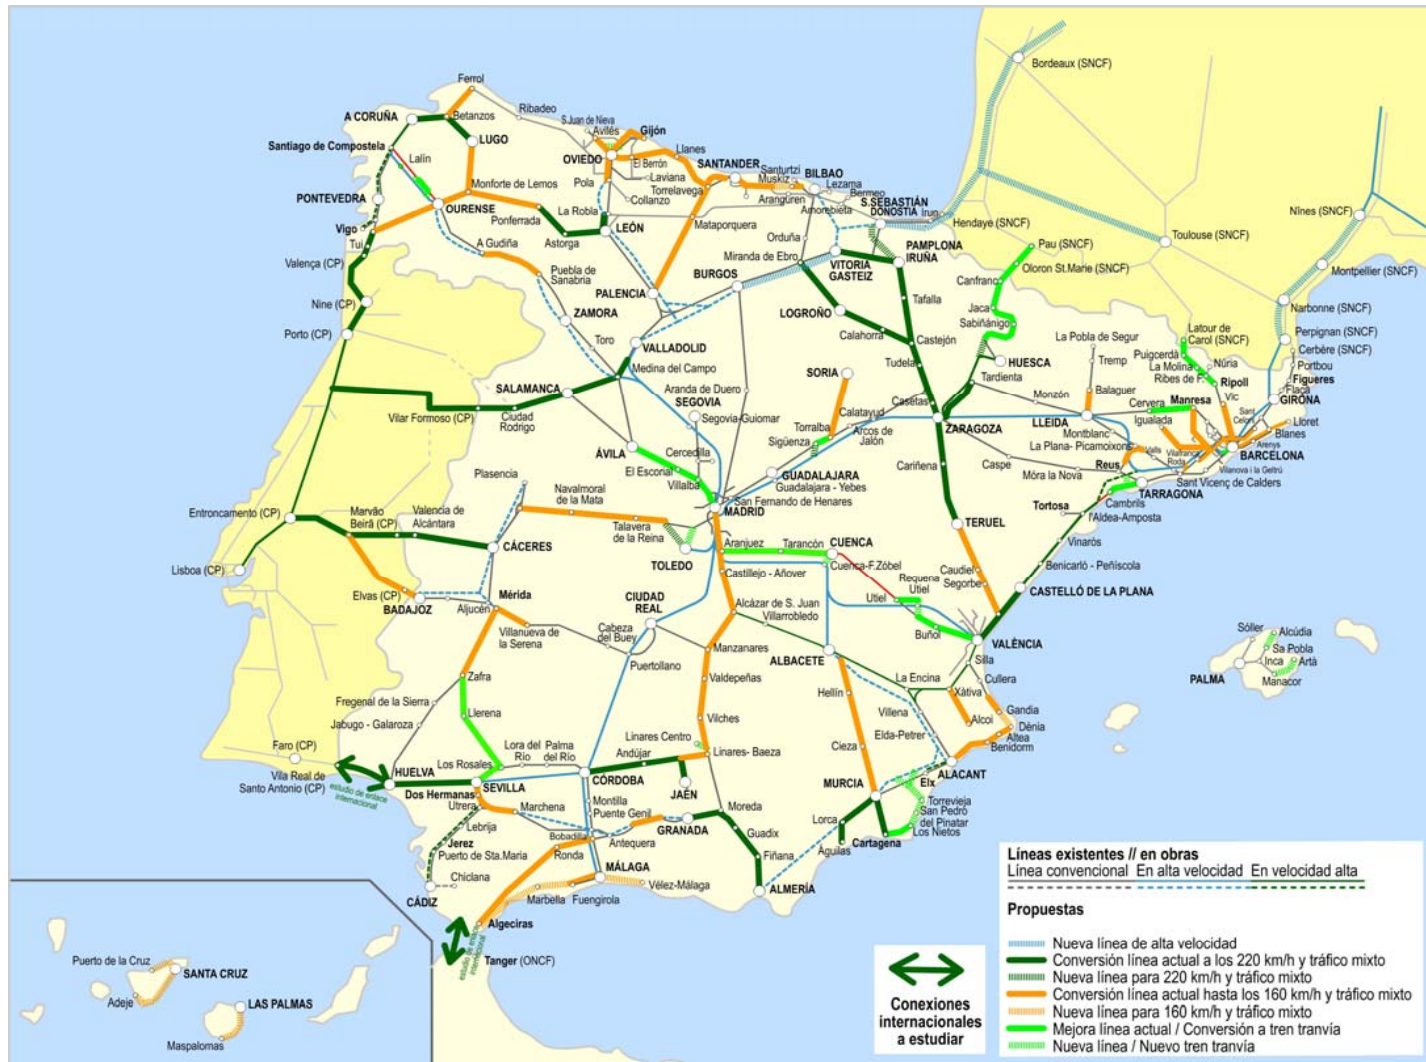 Bordeaux (SNCF)
Ferrol
Ribadeo
S.Juan de Nieva
A CORUÑA
Betanzos
Avilés
Gijón
LUGO
Llanes
Santiago de Compostela
Lalín
OVIEDO
El Berrón
SANTANDER
Santurtzi
Muskiz
BILBAO
Laviana
Pola
Torrelavega
Lezama
Bermeo
Monforte de Lemos
Collanzo
Aranguren
Amorebieta
S.SEBASTIÁN
DONOSTIA
Irun
Hendaye (SNCF)
Nînes (SNCF)
PONTEVEDRA
OURENSE
Ponferrada
La Robla
LEÓN
Mataporquera
Vigo
Tui
A Gudiña
Astorga
Orduña
Toulouse (SNCF)
Pau (SNCF)
Oloron St.Marie (SNCF)
Valença (CP)
Miranda de Ebro
PAMPLONA
IRUÑA
VITORIA
GASTEIZ
Montpellier (SNCF)
Puebla de
Sanabria
BURGOS
Canfranc
Nine (CP)
PALENCIA
Tafalla
Jaca
Narbonne (SNCF)
ZAMORA
LOGROÑO
Sabiñánigo
Porto (CP)
Toro
VALLADOLID
Calahorra
Castejón
La Pobla de Segur
Latour de
Carol (SNCF)
Perpignan (SNCF)
Cerbère (SNCF)
Medina del Campo
Tudela
HUESCA
Tremp
Puigcerdà
Núria
Portbou
SALAMANCA
SORIA
Tardienta
La Molina
Ribes de F.
Ripoll
Figueres
Flaçà
Aranda de Duero
SEGOVIA
Monzón
Balaguer
Vic
GIRONA
Vilar Formoso (CP)
Ciudad
Rodrigo
Segovia-Guiomar
Casetas
Calatayud
Cervera
Manresa
Sant
Celoni
Lloret
Torralba
Arcos de
Jalón
ZARAGOZA
LLEIDA
Igualada
Blanes
Sigüenza
Montblanc
Arenys
ÁVILA
Cercedilla
La Plana- Picamoixons
Valls
Vilafranca
BARCELONA
El Escorial
Villalba
GUADALAJARA
Guadalajara - Yebes
Cariñena
Caspe
Reus
Roda
Vilanova i la Geltrú
Plasencia
Móra la Nova
Sant Vicenç de Calders
TARRAGONA
Navalmoral
de la Mata
San Fernando de Henares
MADRID
Cambrils
Entroncamento (CP)
Marvão
Beirã (CP)
Valencia de
Alcántara
Talavera
de la Reina
TERUEL
Tortosa
l'Aldea-Amposta
CÁCERES
Aranjuez
Tarancón
CUENCA
Vinaròs
TOLEDO
Cuenca-F.Zóbel
Lisboa (CP)
Castillejo - Añover
Caudiel
Segorbe
Benicarló - Peñíscola
Requena
Utiel
Utiel
Elvas (CP)
BADAJOZ
Mérida
Aljucén
CIUDAD
REAL
Alcázar de S. Juan
Villarrobledo
CASTELLÓ DE LA PLANA
Villanueva de
la Serena
Cabeza
del Buey
Buñol
VALÈNCIA
Sóller
Alcúdia
Manzanares
ALBACETE
Silla
Sa Pobla
Artà
Inca
PALMA
Manacor
Puertollano
Cullera
Zafra
Valdepeñas
La Encina
Xàtiva
Fregenal de la Sierra
Hellín
Gandia
Llerena
Vilches
Villena
Alcoi
Dènia
Jabugo - Galaroza
Altea
Benidorm
Elda-Petrer
Linares Centro
Cieza
Faro (CP)
Los Rosales
Lora del
Río
Palma
del Río
Andújar
Linares- Baeza
ALACANT
Vila Real de
Santo Antonio (CP)
HUELVA
SEVILLA
CÓRDOBA
MURCIA
Elx
JAÉN
estudio de enlace
internacional
Dos Hermanas
Utrera
Marchena
Montilla
Puente Genil
Moreda
Lorca
Torrevieja
San Pedro
del Pinatar
Los Nietos
Lebrija
GRANADA
Guadix
Jerez
Bobadilla
Antequera
Águilas
Cartagena
Puerto de Sta.Maria
Ronda
Fiñana
Chiclana
MÁLAGA
CÁDIZ
Vélez-Málaga
ALMERÍA
Marbella
Fuengirola
Algeciras
estudio de enlace
internacional
Tanger (ONCF)
Puerto de la Cruz
SANTA CRUZ
Adeje
LAS PALMAS
Maspalomas
Conexiones
internacionales
a estudiar
Líneas existentes // en obras
Línea convencional En alta velocidad En velocidad alta
Propuestas
Nueva línea de alta velocidad
Conversión línea actual a los 220 km/h y tráfico mixto
Nueva línea para 220 km/h y tráfico mixto
Conversión línea actual hasta los 160 km/h y tráfico mixto
Nueva línea para 160 km/h y tráfico mixto
Mejora línea actual / Conversión a tren tranvía
Nueva línea / Nuevo tren tranvía